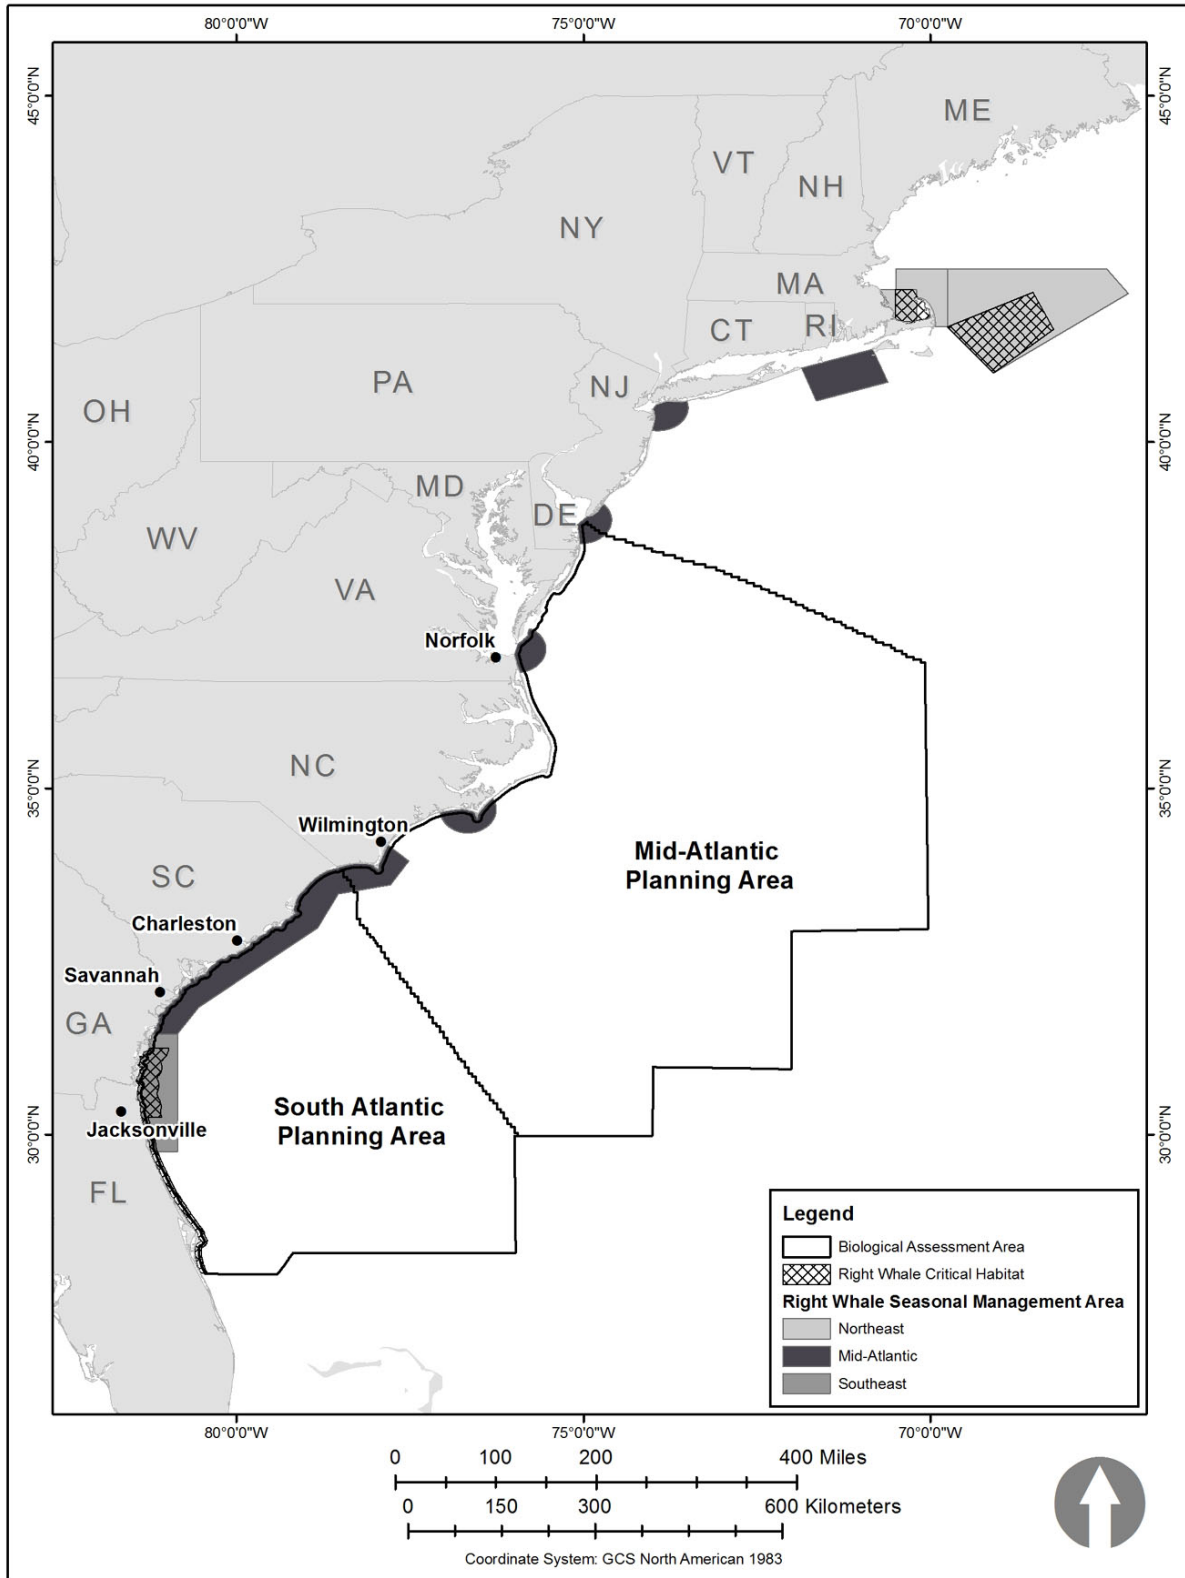 80°0'0"W 75°0'0"W 70°0'0"W
45°0'0"N
45°0'0"N
ME
VT
NH
NY
MA
CT
RI
PA
NJ
OH
40°0'0"N
40°0'0"N
MD
DE
WV
VA
Norfolk
NC
35°0'0"N
35°0'0"N
Wilmington
Mid-Atlantic
Planning Area
SC
Charleston
Savannah
GA
South Atlantic
Planning Area
Jacksonville
30°0'0"N
30°0'0"N
FL
Legend
Biological Assessment Area
Right Whale Critical Habitat
Right Whale Seasonal Management Area
Northeast
Mid-Atlantic
Southeast
80°0'0"W 75°0'0"W 70°0'0"W
0 100 200 400 Miles
0 150 300 600 Kilometers
Coordinate System: GCS North American 1983